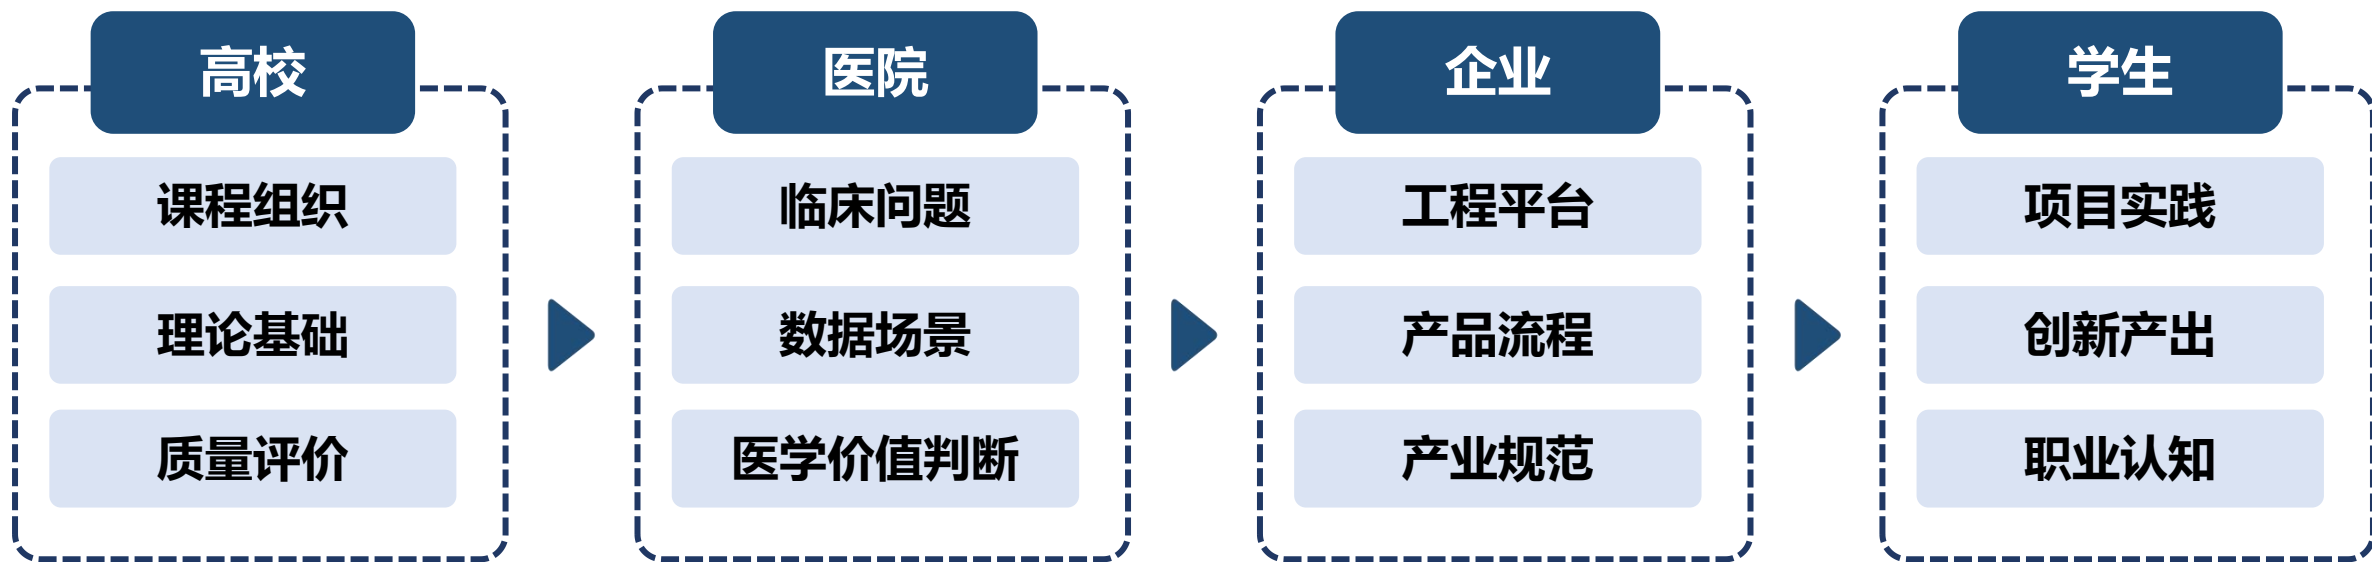 高校
课程组织
理论基础
质量评价
医院
临床问题
数据场景
医学价值判断
企业
工程平台
产品流程
产业规范
学生
项目实践
创新产出
职业认知